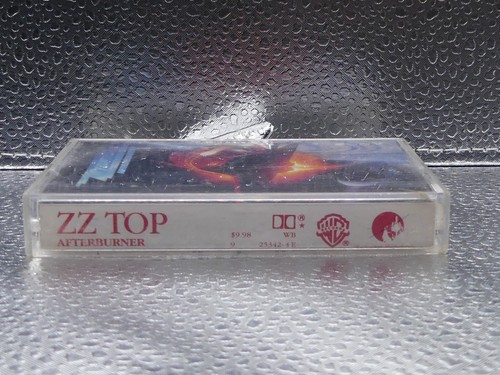 ZZ TOP
AFTERBURNER
$9.98 WB
9 25342-4 E